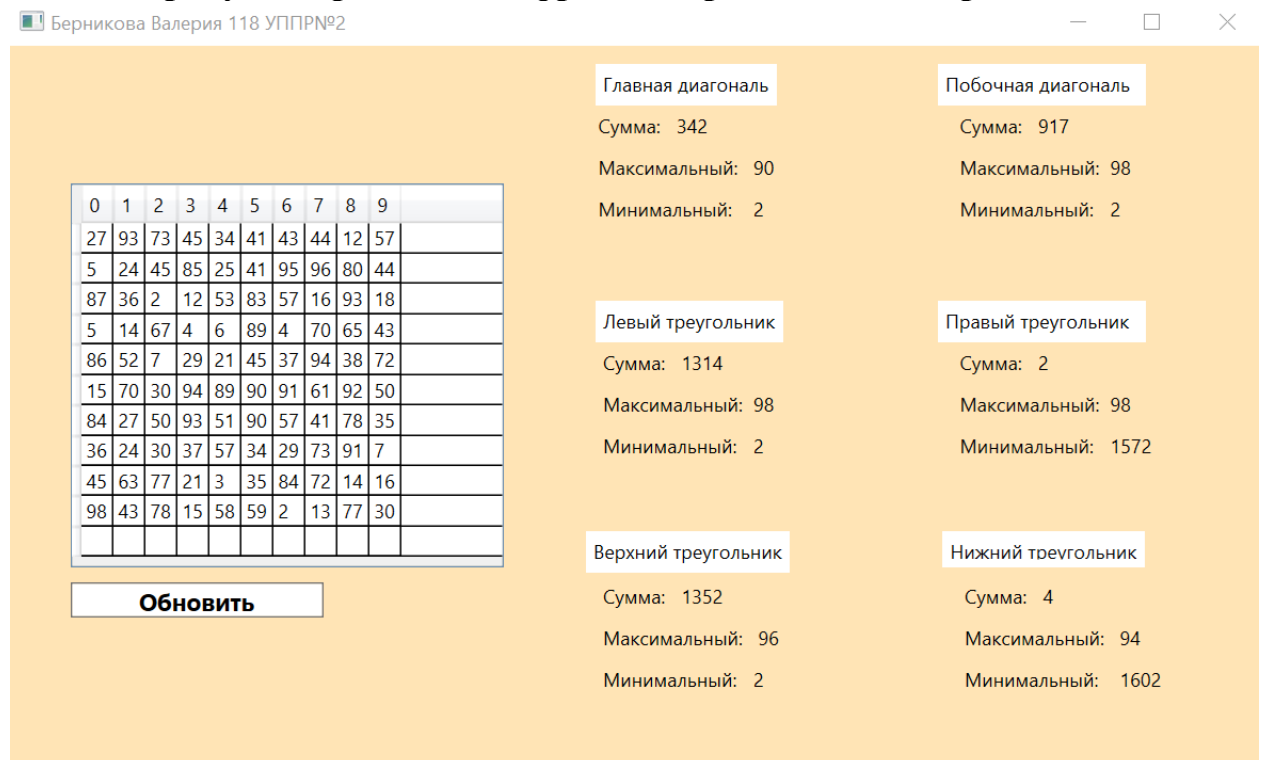 Берникова Валерия 118 УППР№2
0 1 2 3 4 5 6 7 8 9
27 93 73 45 34 41 43 44 12 57
5 24 45 85 25 41 95 96 80 44
87 36 2 12 53 83 57 16 93 18
5 14 67 4 6 89 4 70 65 43
86 52 7 29 21 45 37 94 38 72
15 70 30 94 89 90 91 61 92 50
84 27 50 93 51 90 57 41 78 35
36 24 30 37 57 34 29 73 91 7
45 63 77 21 3 35 84 72 14 16
98 43 78 15 58 59 2 13 77 30
Обновить
Главная диагональ
Сумма: 342
Максимальный: 90
Минимальный: 2
Побочная диагональ
Сумма: 917
Максимальный: 98
Минимальный: 2
Левый треугольник
Сумма: 1314
Максимальный: 98
Минимальный: 2
Правый треугольник
Сумма: 2
Максимальный: 98
Минимальный: 1572
Верхний треугольник
Сумма: 1352
Максимальный: 96
Минимальный: 2
Нижний треугольник
Сумма: 4
Максимальный: 94
Минимальный: 1602